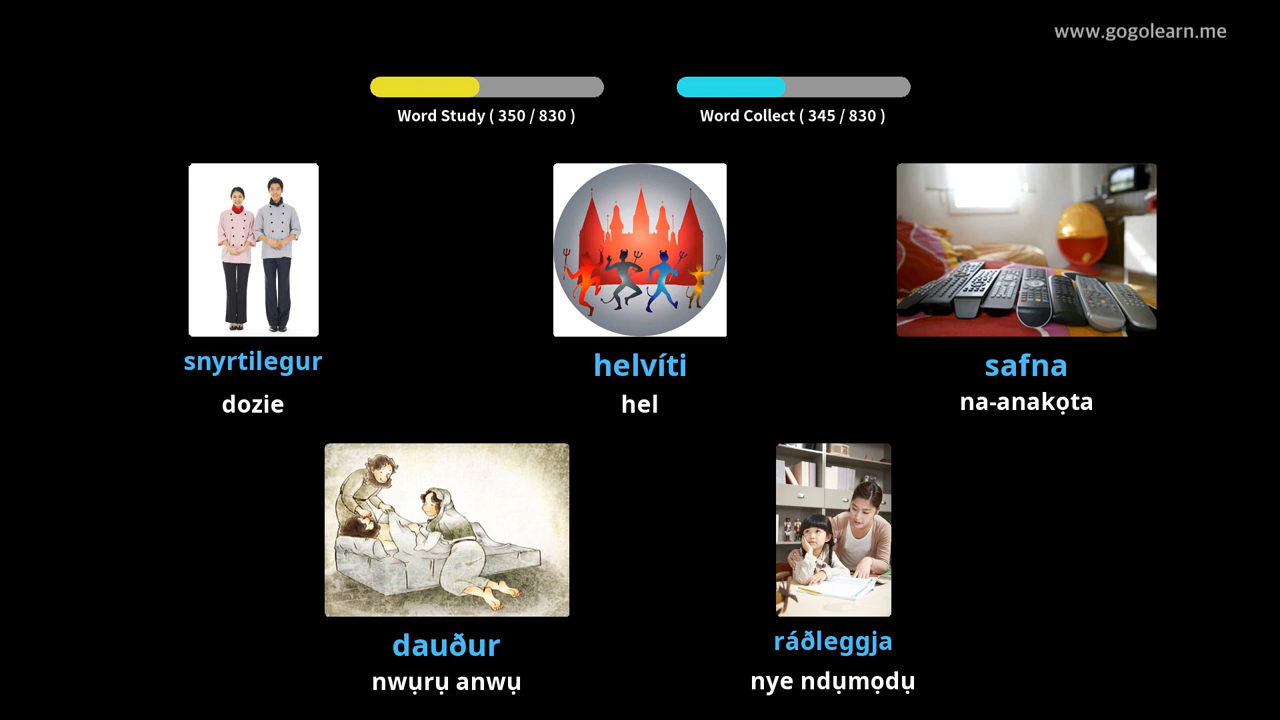 www.gogolearn.me
Word Study ( 350 / 830 )
Word Collect ( 345 / 830 )
snyrtilegur
dozie
helvíti
hel
safna
na-anakọta
dauður
nwụrụ anwụ
ráðleggja
nye ndụmọdụ